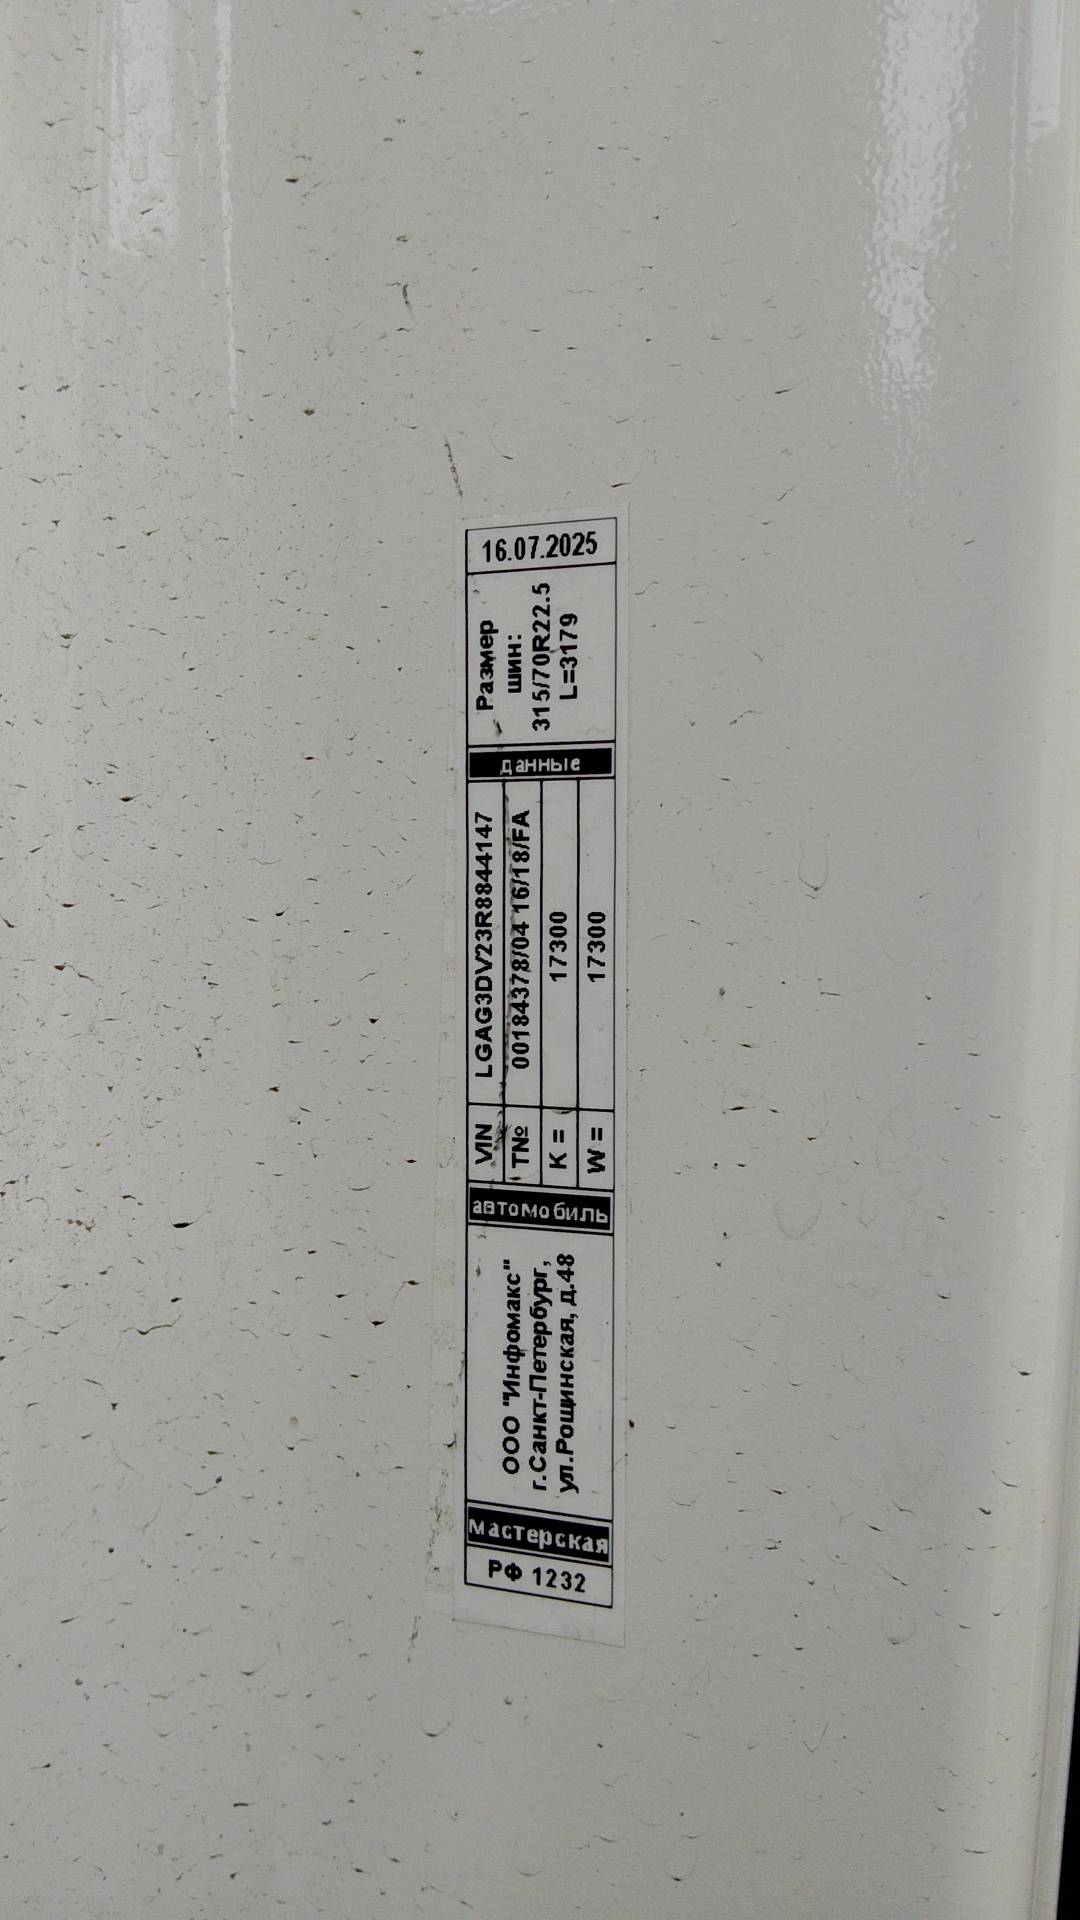 РФ 1232
мастерская
ООО "Инфомакс"
г.Санкт-Петербург,
ул.Рощинская, д.48
автомобиль
VIN LGAG3DV23R8844147
T№ 00184378/04 16/18/FA
K = 17300
W = 17300
данные
Размер
шин:
315/70R22.5
L=3179
16.07.2025